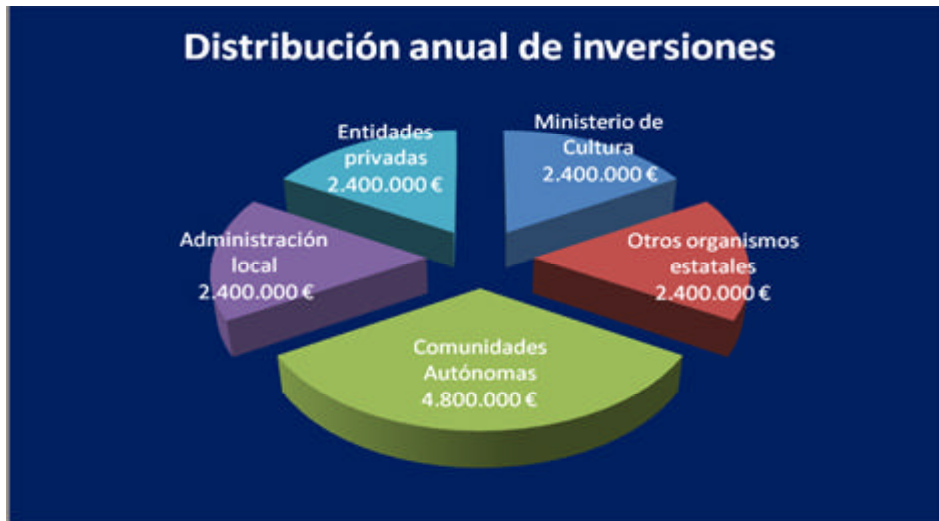 Distribución anual de inversiones
Entidades
privadas
2.400.000 €
Ministerio de
Cultura
2.400.000 €
Administración
local
2.400.000 €
Otros organismos
estatales
2.400.000 €
Comunidades
Autónomas
4.800.000 €